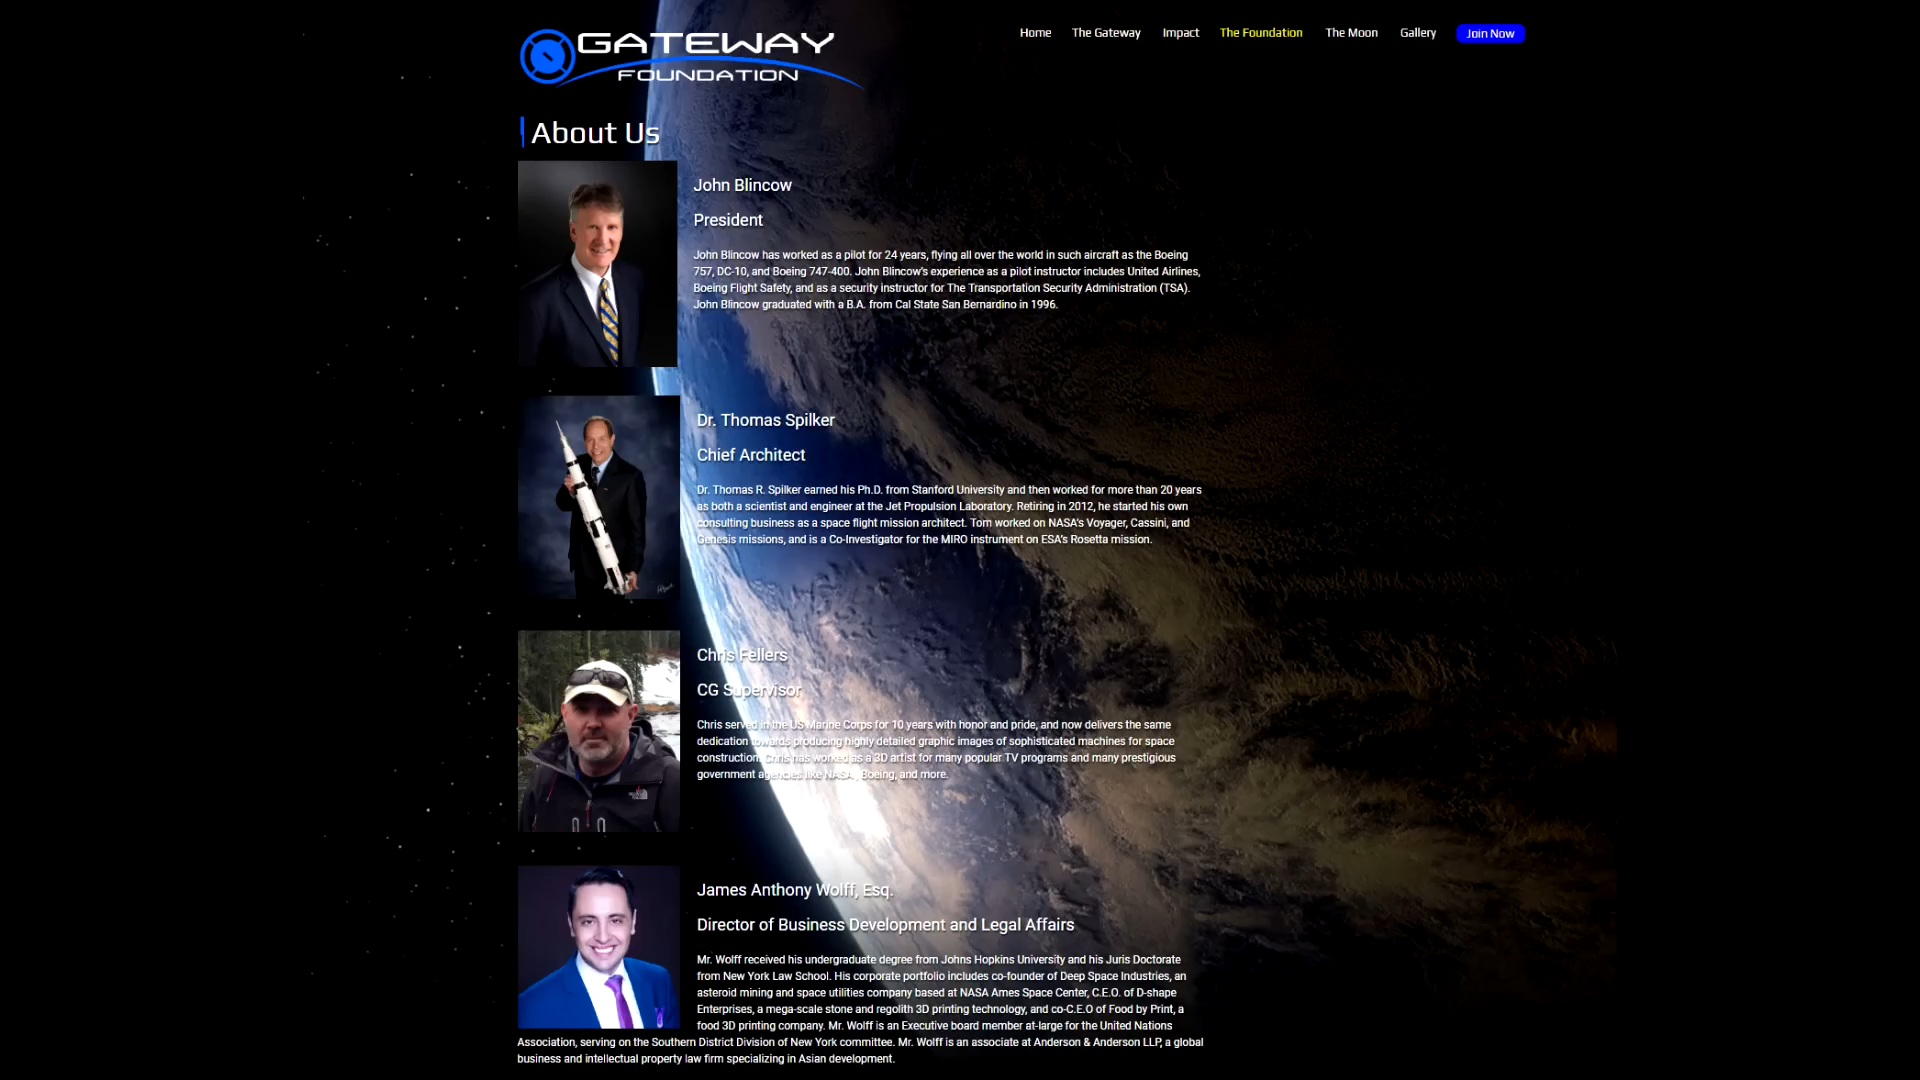 GATEWAY
FOUNDATION
Home The Gateway Impact The Foundation The Moon Gallery Join Now
About Us
John Blincow
President
John Blincow has worked as a pilot for 24 years, flying all over the world in such aircraft as the Boeing
757, DC-10, and Boeing 747-400. John Blincow's experience as a pilot instructor includes United Airlines,
Boeing Flight Safety, and as a security instructor for The Transportation Security Administration (TSA).
John Blincow graduated with a B.A. from Cal State San Bernardino in 1996.
Dr. Thomas Spilker
Chief Architect
Dr. Thomas R. Spilker earned his Ph.D. from Stanford University and then worked for more than 20 years
as both a scientist and engineer at the Jet Propulsion Laboratory. Retiring in 2012, he started his own
consulting business as a space flight mission architect. Tom worked on NASA's Voyager, Cassini, and
Genesis missions, and is a Co-Investigator for the MIRO instrument on ESA's Rosetta mission.
Chris Fellers
CG Supervisor
Chris served in the US Marine Corps for 10 years with honor and pride, and now delivers the same
dedication towards producing highly detailed graphic images of sophisticated machines for space
construction. Chris has worked as a 3D artist for many popular TV programs and many prestigious
government agencies like NASA , Boeing, and more.
James Anthony Wolff, Esq.
Director of Business Development and Legal Affairs
Mr. Wolff received his undergraduate degree from Johns Hopkins University and his Juris Doctorate
from New York Law School. His corporate portfolio includes co-founder of Deep Space Industries, an
asteroid mining and space utilities company based at NASA Ames Space Center, C.E.O. of D-shape
Enterprises, a mega-scale stone and regolith 3D printing technology, and co-C.E.O of Food by Print, a
food 3D printing company. Mr. Wolff is an Executive board member at-large for the United Nations
Association, serving on the Southern District Division of New York committee. Mr. Wolff is an associate at Anderson & Anderson LLP, a global
business and intellectual property law firm specializing in Asian development.